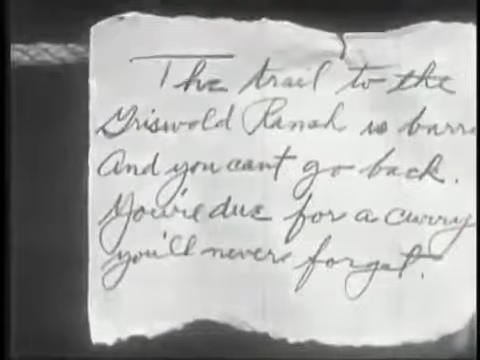 The trail to the
Griswold Ranch is barre
And you cant go back.
You're due for a curry
you'll never forget.